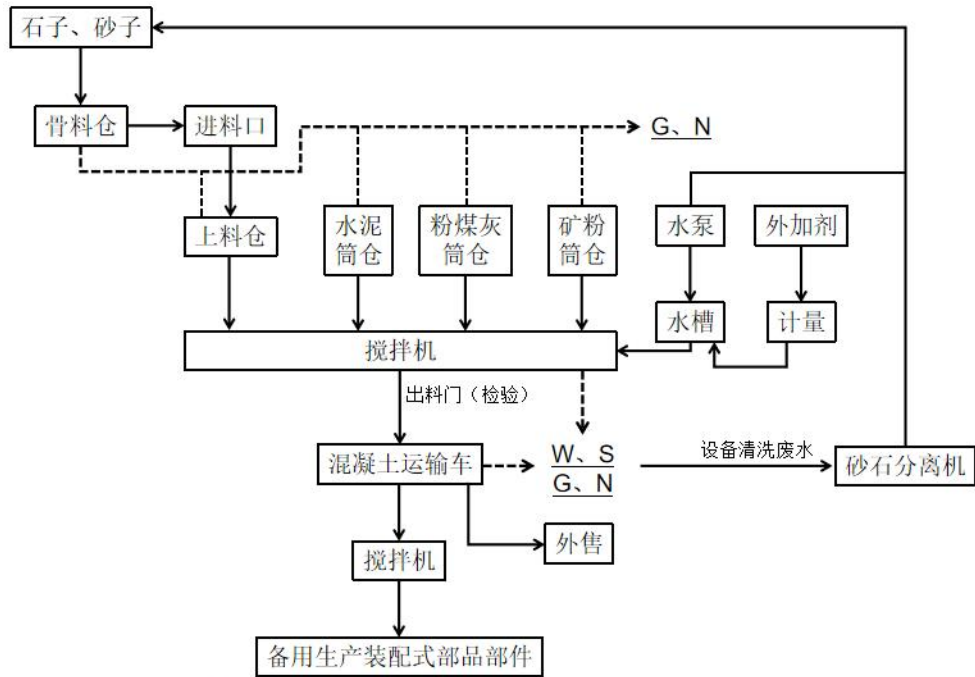 石子、砂子
骨料仓
进料口
G、N
上料仓
水泥
筒仓
粉煤灰
筒仓
矿粉
筒仓
水泵
外加剂
水槽
计量
搅拌机
出料门（检验）
混凝土运输车
W、S
G、N
设备清洗废水
砂石分离机
外售
搅拌机
备用生产装配式部品部件